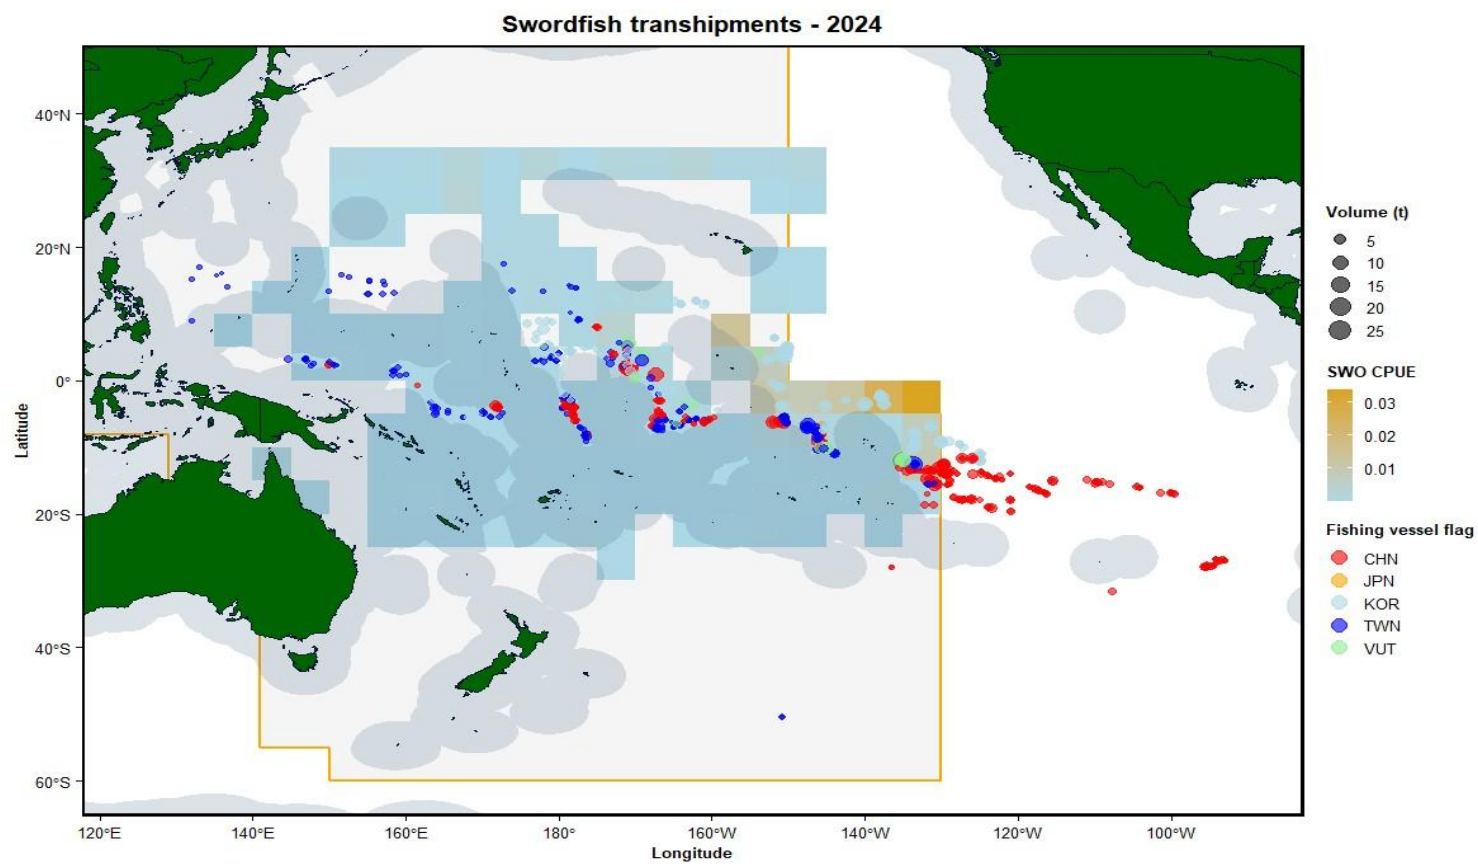 Swordfish transhipments - 2024
40°N
20°N
0°
20°S
40°S
60°S
Latitude
120°E
140°E
160°E
180°
160°W
140°W
120°W
100°W
Longitude
Volume (t)
5
10
15
20
25
SWO CPUE
0.03
0.02
0.01
Fishing vessel flag
CHN
JPN
KOR
TWN
VUT